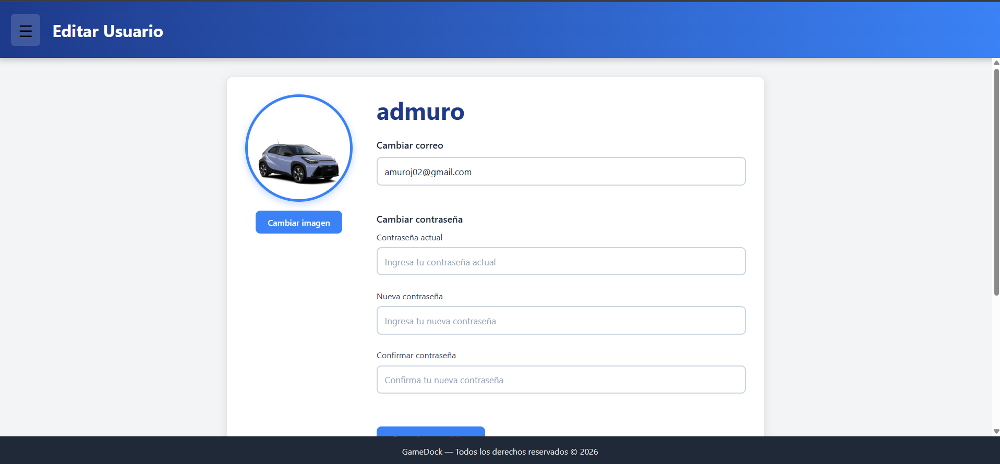 Editar Usuario
admuro
Cambiar correo
amuroj02@gmail.com
Cambiar imagen
Cambiar contraseña
Contraseña actual
Ingresa tu contraseña actual
Nueva contraseña
Ingresa tu nueva contraseña
Confirmar contraseña
Confirma tu nueva contraseña
GameDock — Todos los derechos reservados © 2026